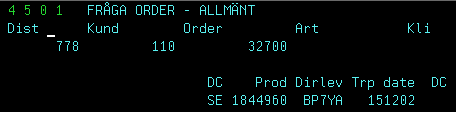 4 5 0 1 FRÅGA ORDER - ALLMÄNT
Dist Kund Order Art Kli
778 110 32700
DC Prod Dirlev Trp date DC
SE 1844960 BP7YA 151202